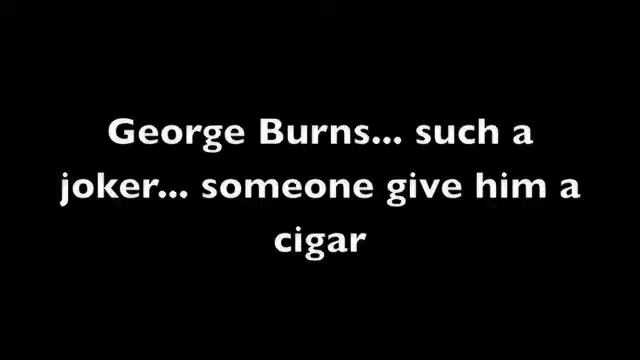 George Burns... such a
joker... someone give him a
cigar